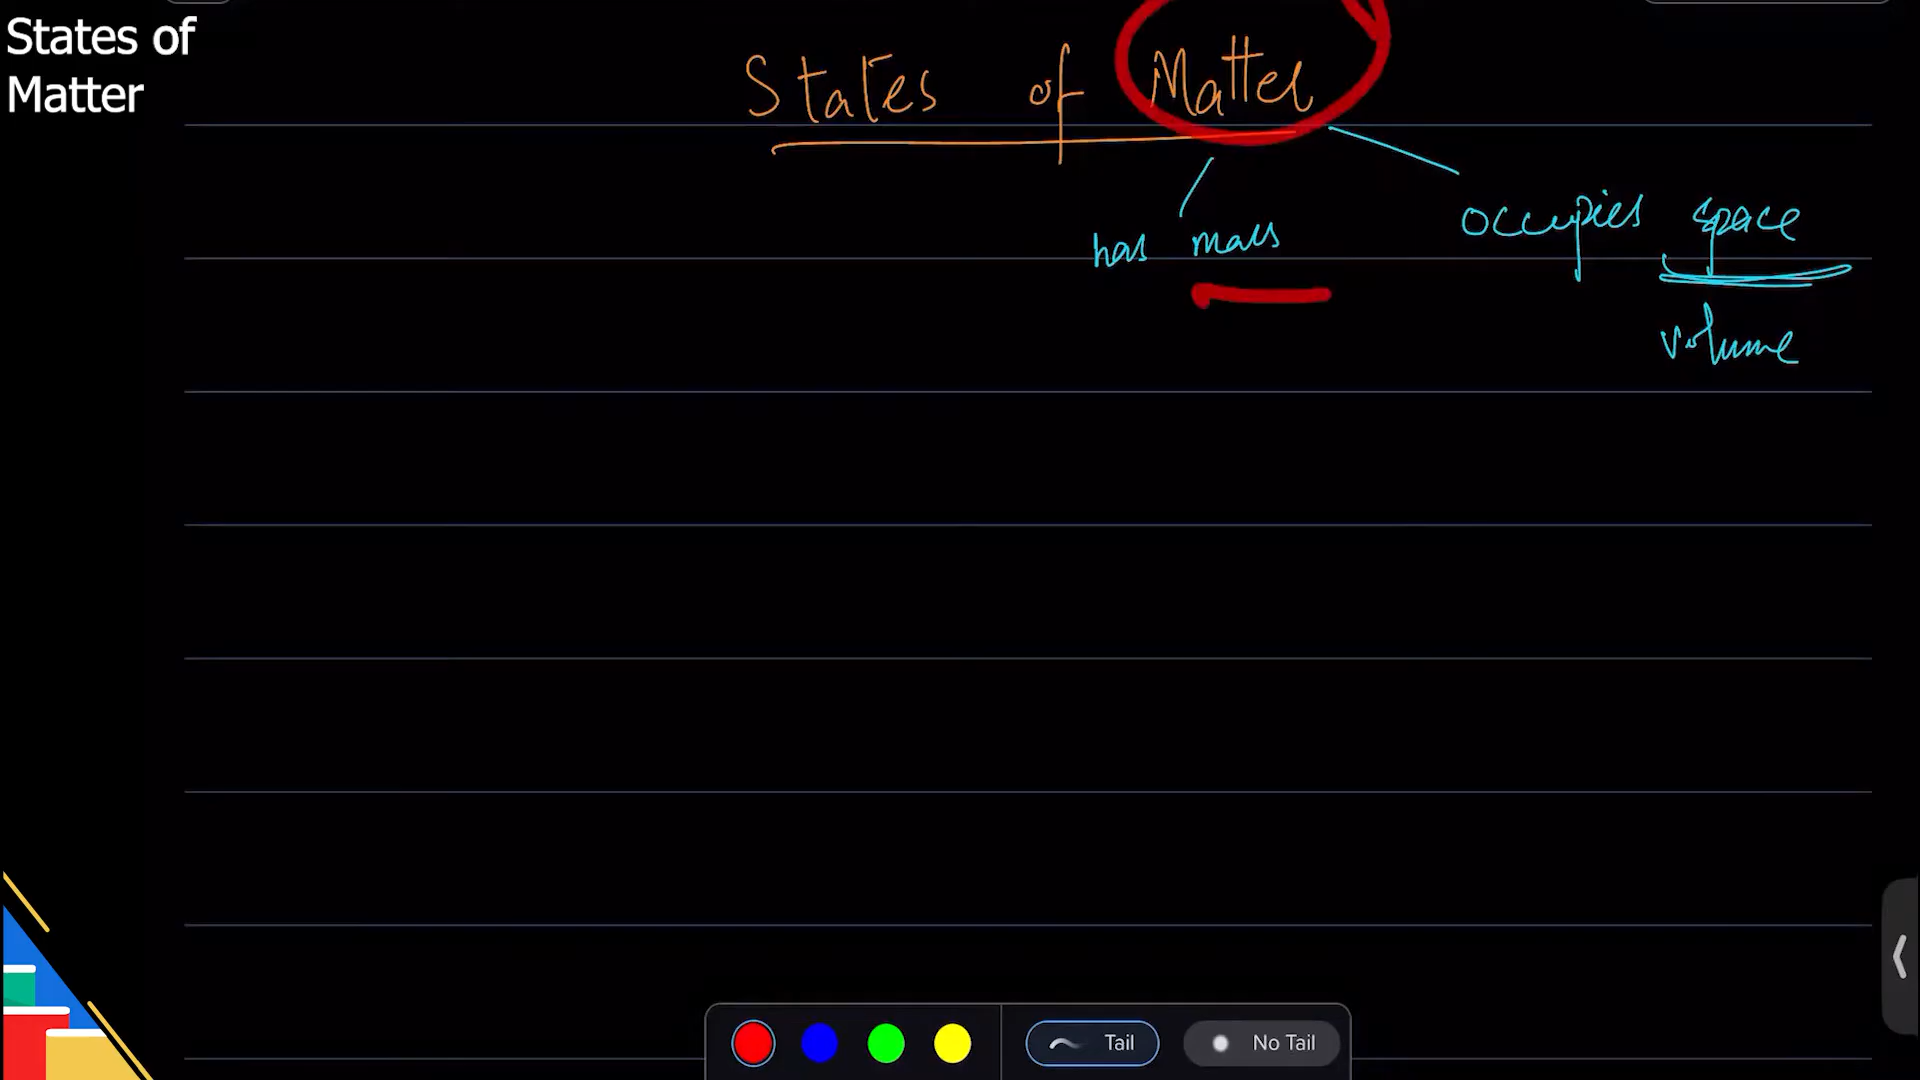 States of
Matter
States of Matter
has mass
occupies space
volume
Tail
No Tail